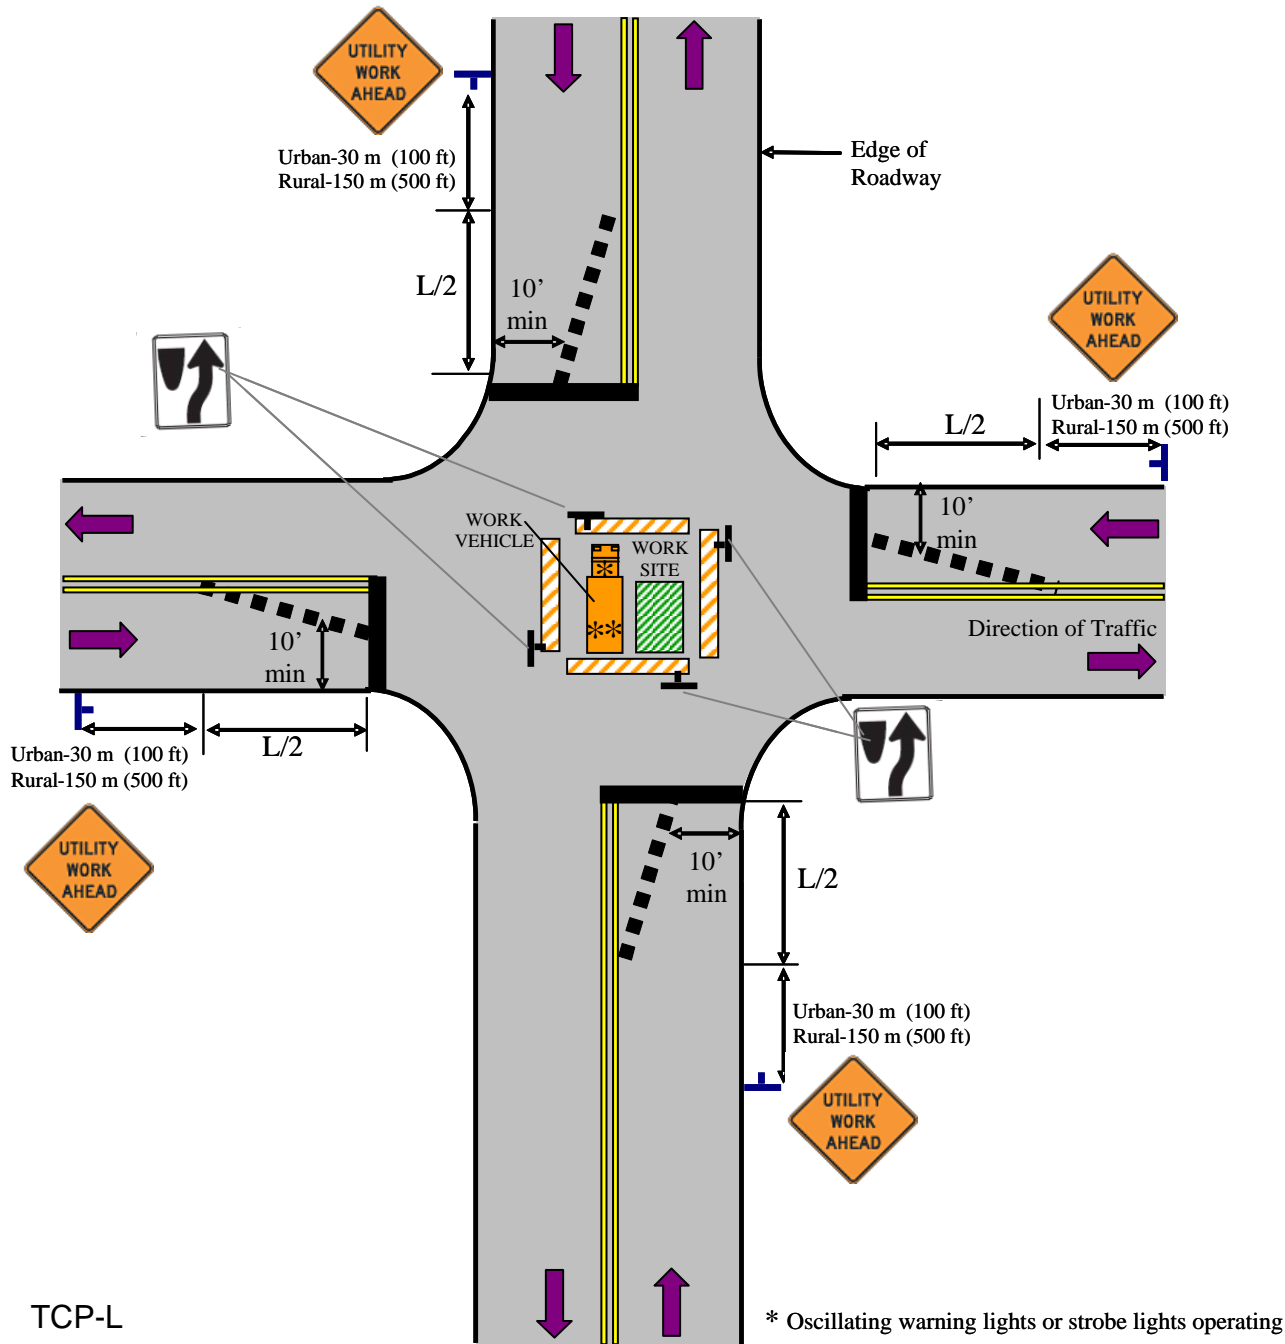 UTILITY
WORK
AHEAD
Urban-30 m (100 ft)
Rural-150 m (500 ft)
Edge of
Roadway
L/2
10’
min
UTILITY
WORK
AHEAD
Urban-30 m (100 ft)
Rural-150 m (500 ft)
L/2
10’
min
WORK
VEHICLE
WORK
SITE
*
**
Direction of Traffic
10’
min
L/2
Urban-30 m (100 ft)
Rural-150 m (500 ft)
UTILITY
WORK
AHEAD
10’
min
L/2
Urban-30 m (100 ft)
Rural-150 m (500 ft)
UTILITY
WORK
AHEAD
TCP-L
* Oscillating warning lights or strobe lights operating